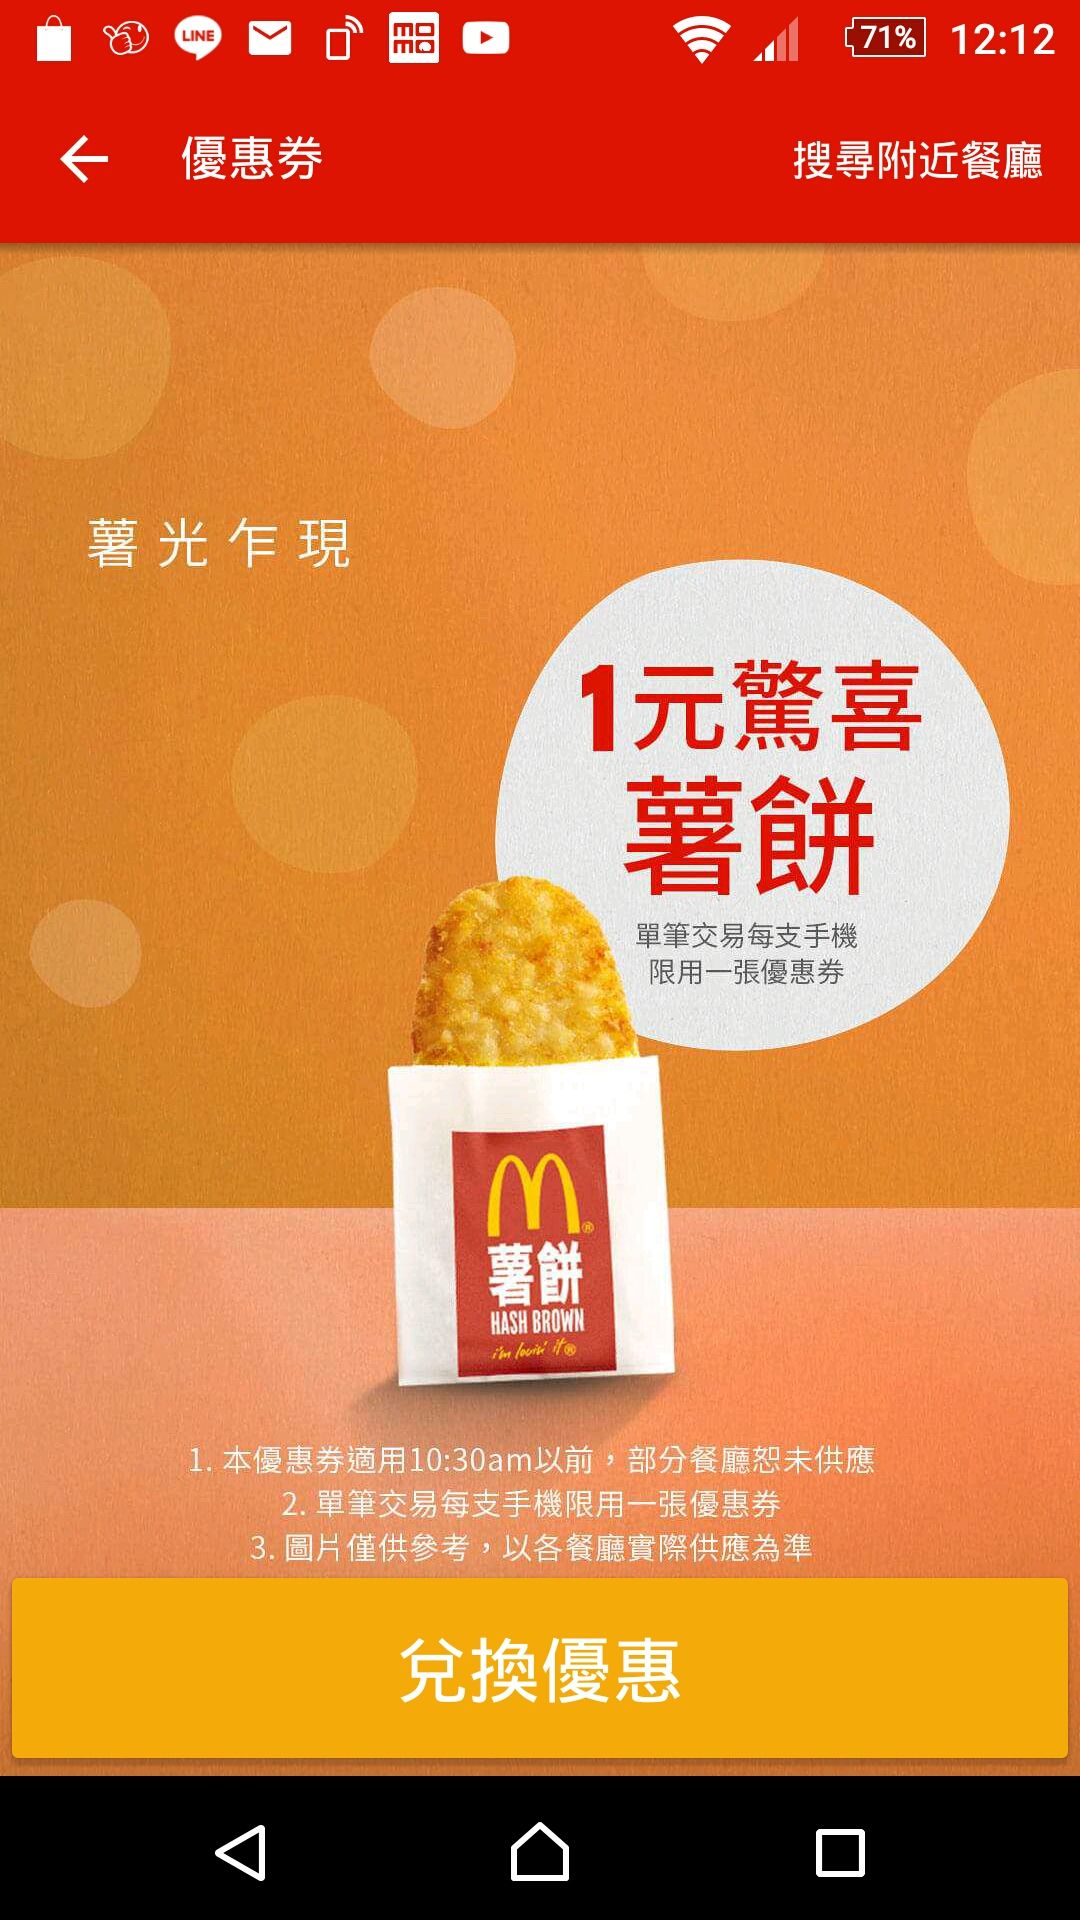 LINE
mo
mo
71%
12:12
優惠券
搜尋附近餐廳
薯光乍現
1元驚喜
薯餅
單筆交易每支手機
限用一張優惠券
薯餅
HASH BROWN
i'm lovin' it®
1. 本優惠券適用10:30am以前，部分餐廳恕未供應
2. 單筆交易每支手機限用一張優惠券
3. 圖片僅供參考，以各餐廳實際供應為準
兌換優惠